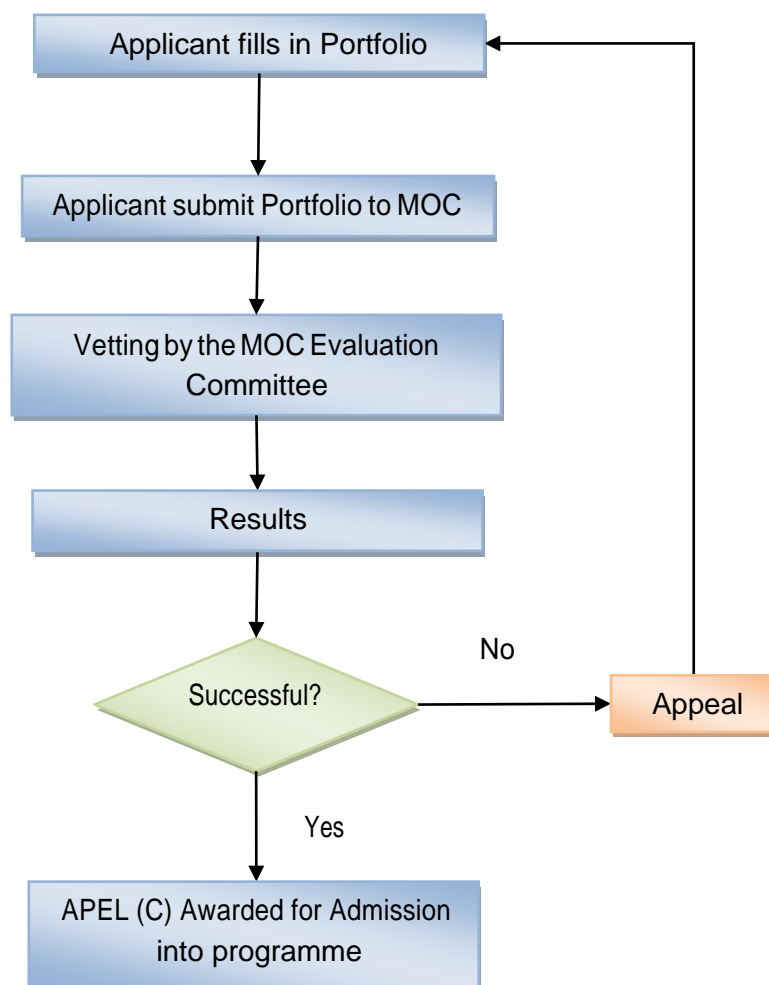 Applicant fills in Portfolio
Applicant submit Portfolio to MOC
Vetting by the MOC Evaluation
Committee
Results
Successful?
No
Appeal
Yes
APEL (C) Awarded for Admission
into programme